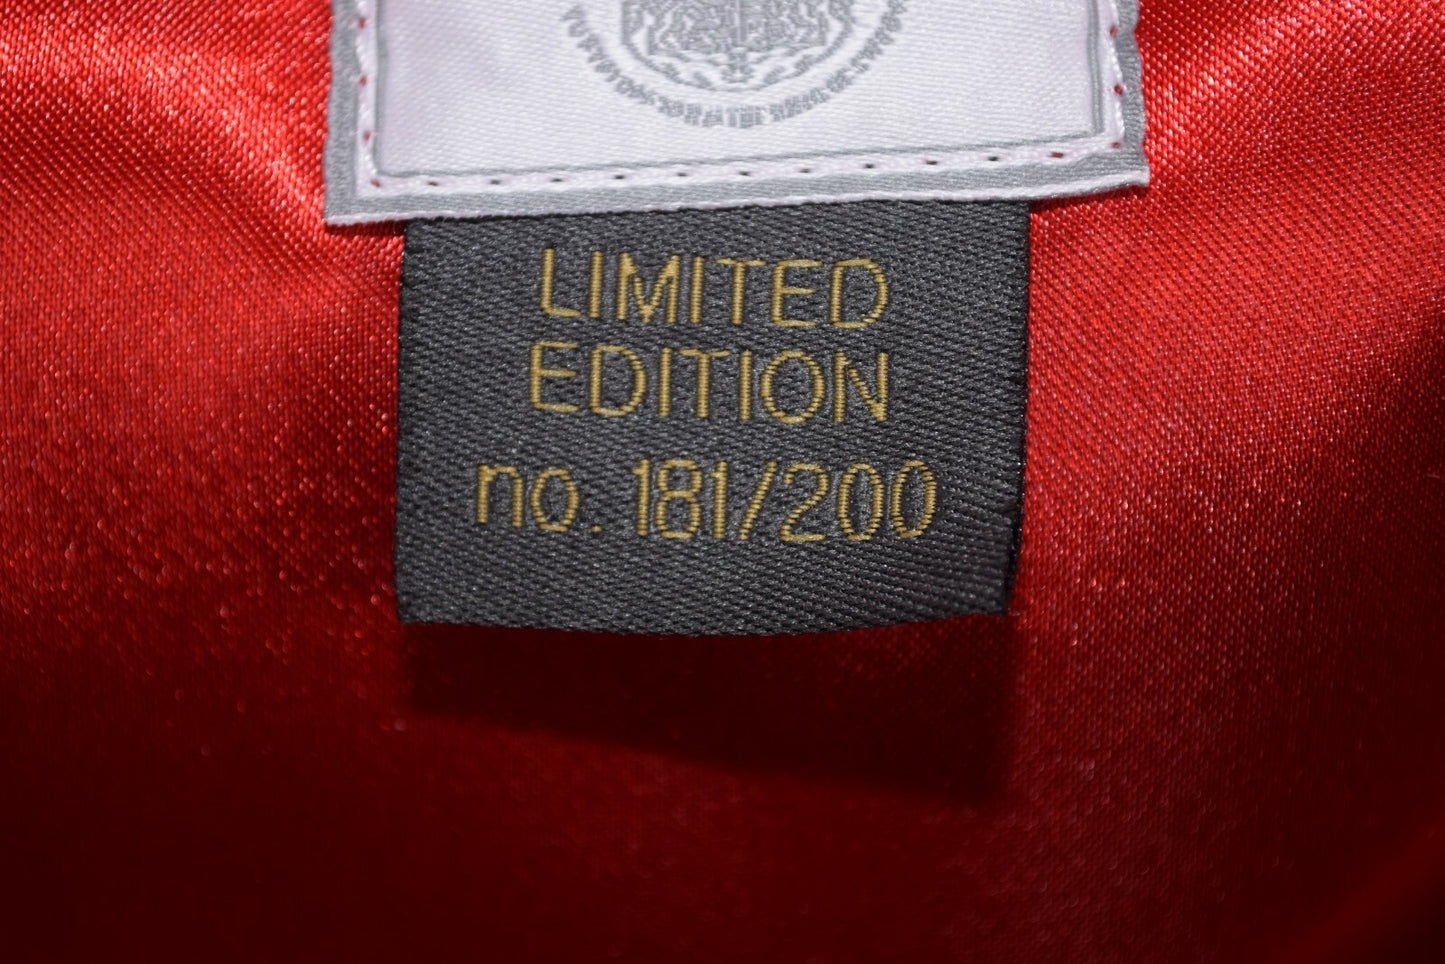 LIMITED
EDITION
no. 181/200